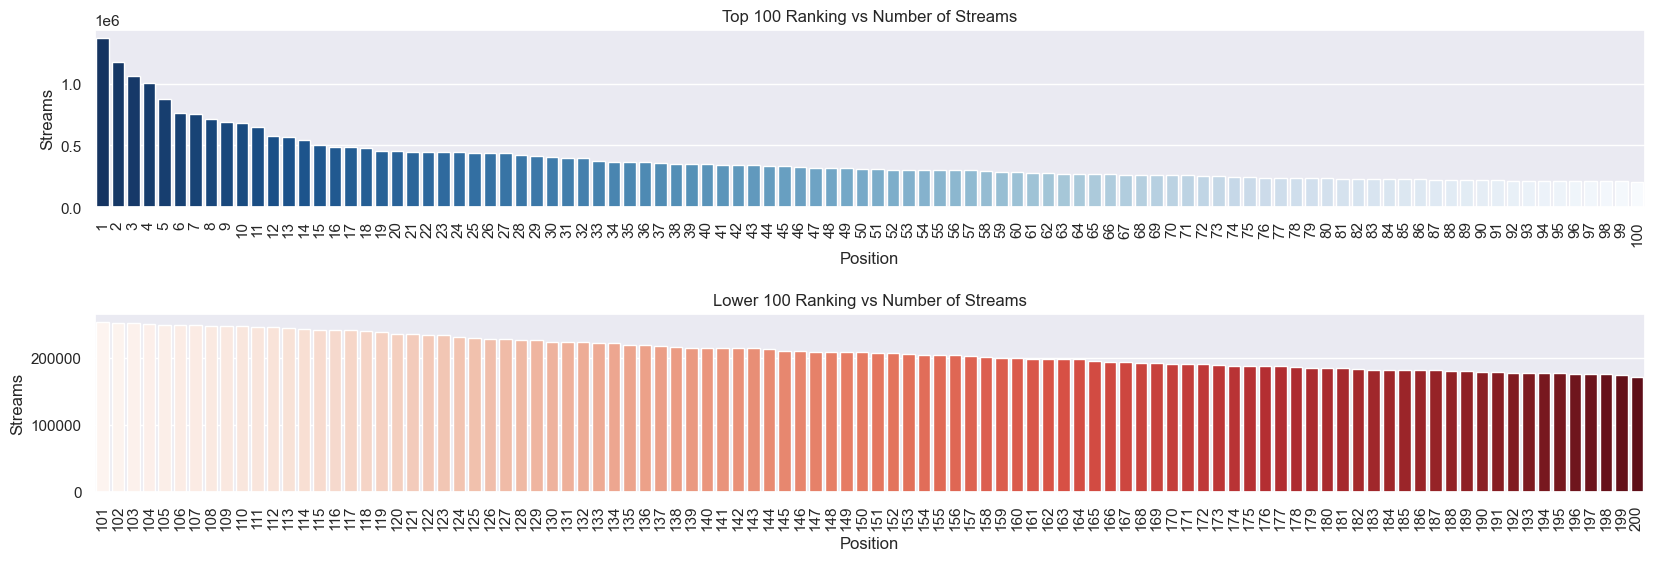 Top 100 Ranking vs Number of Streams
1e6
1.0
0.5
0.0
Streams
1 2 3 4 5 6 7 8 9 10 11 12 13 14 15 16 17 18 19 20 21 22 23 24 25 26 27 28 29 30 31 32 33 34 35 36 37 38 39 40 41 42 43 44 45 46 47 48 49 50 51 52 53 54 55 56 57 58 59 60 61 62 63 64 65 66 67 68 69 70 71 72 73 74 75 76 77 78 79 80 81 82 83 84 85 86 87 88 89 90 91 92 93 94 95 96 97 98 99 100
Position
Lower 100 Ranking vs Number of Streams
200000
100000
0
Streams
101 102 103 104 105 106 107 108 109 110 111 112 113 114 115 116 117 118 119 120 121 122 123 124 125 126 127 128 129 130 131 132 133 134 135 136 137 138 139 140 141 142 143 144 145 146 147 148 149 150 151 152 153 154 155 156 157 158 159 160 161 162 163 164 165 166 167 168 169 170 171 172 173 174 175 176 177 178 179 180 181 182 183 184 185 186 187 188 189 190 191 192 193 194 195 196 197 198 199 200
Position